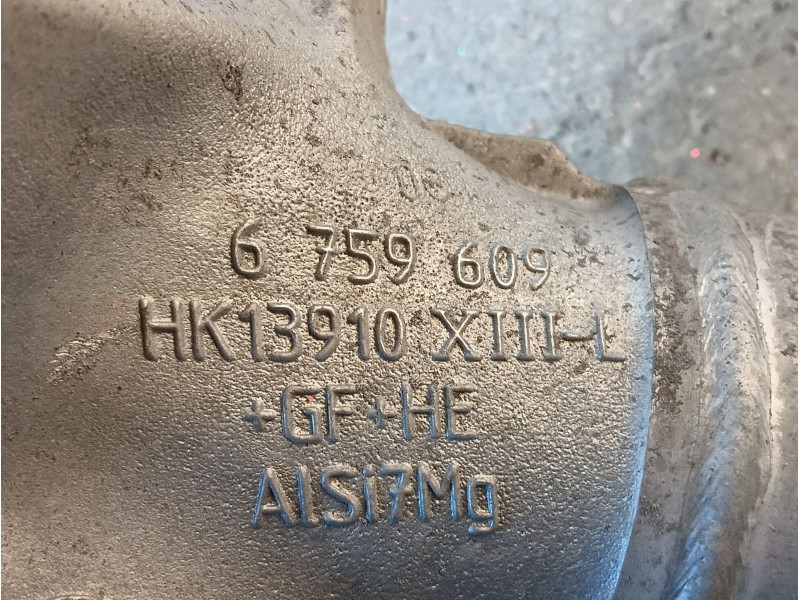 6 759 609
HK13910 XIII-L
+GF+HE
AlSi7Mg